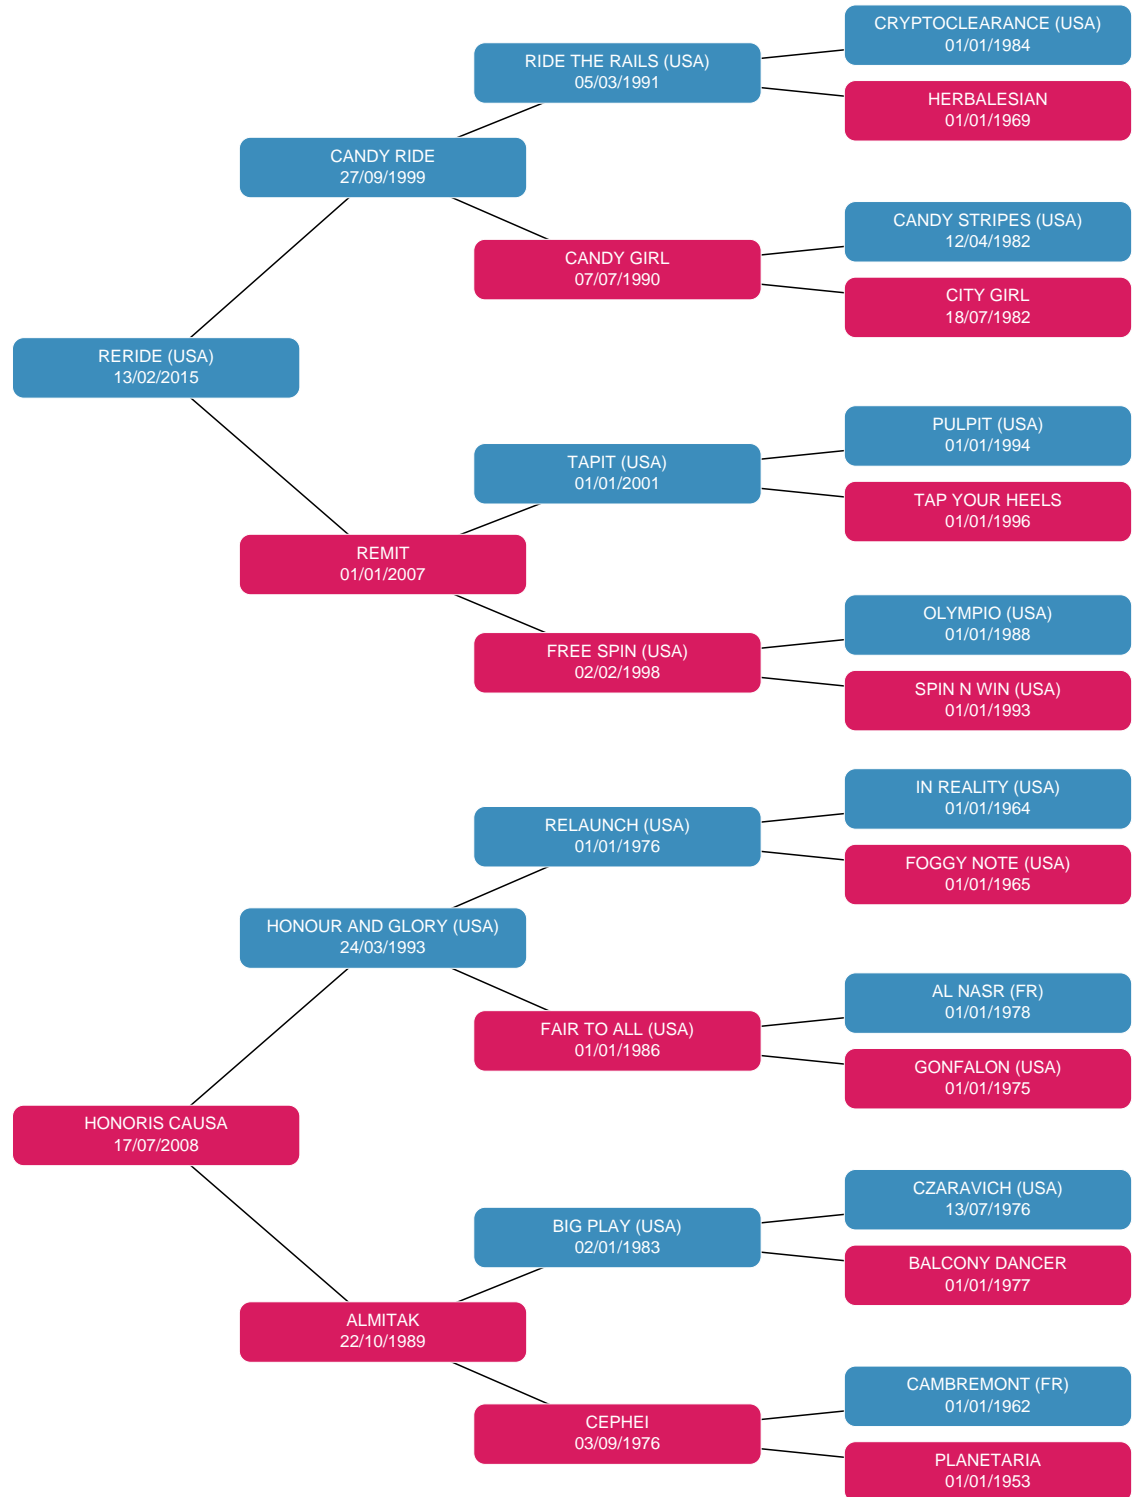 CRYPTOCLEARANCE (USA)
01/01/1984
RIDE THE RAILS (USA)
05/03/1991
HERBALESIAN
01/01/1969
CANDY RIDE
27/09/1999
CANDY STRIPES (USA)
12/04/1982
CANDY GIRL
07/07/1990
CITY GIRL
18/07/1982
RERIDE (USA)
13/02/2015
PULPIT (USA)
01/01/1994
TAPIT (USA)
01/01/2001
TAP YOUR HEELS
01/01/1996
REMIT
01/01/2007
OLYMPIO (USA)
01/01/1988
FREE SPIN (USA)
02/02/1998
SPIN N WIN (USA)
01/01/1993
IN REALITY (USA)
01/01/1964
RELAUNCH (USA)
01/01/1976
FOGGY NOTE (USA)
01/01/1965
HONOUR AND GLORY (USA)
24/03/1993
AL NASR (FR)
01/01/1978
FAIR TO ALL (USA)
01/01/1986
GONFALON (USA)
01/01/1975
HONORIS CAUSA
17/07/2008
CZARAVICH (USA)
13/07/1976
BIG PLAY (USA)
02/01/1983
BALCONY DANCER
01/01/1977
ALMITAK
22/10/1989
CAMBREMONT (FR)
01/01/1962
CEPHEI
03/09/1976
PLANETARIA
01/01/1953